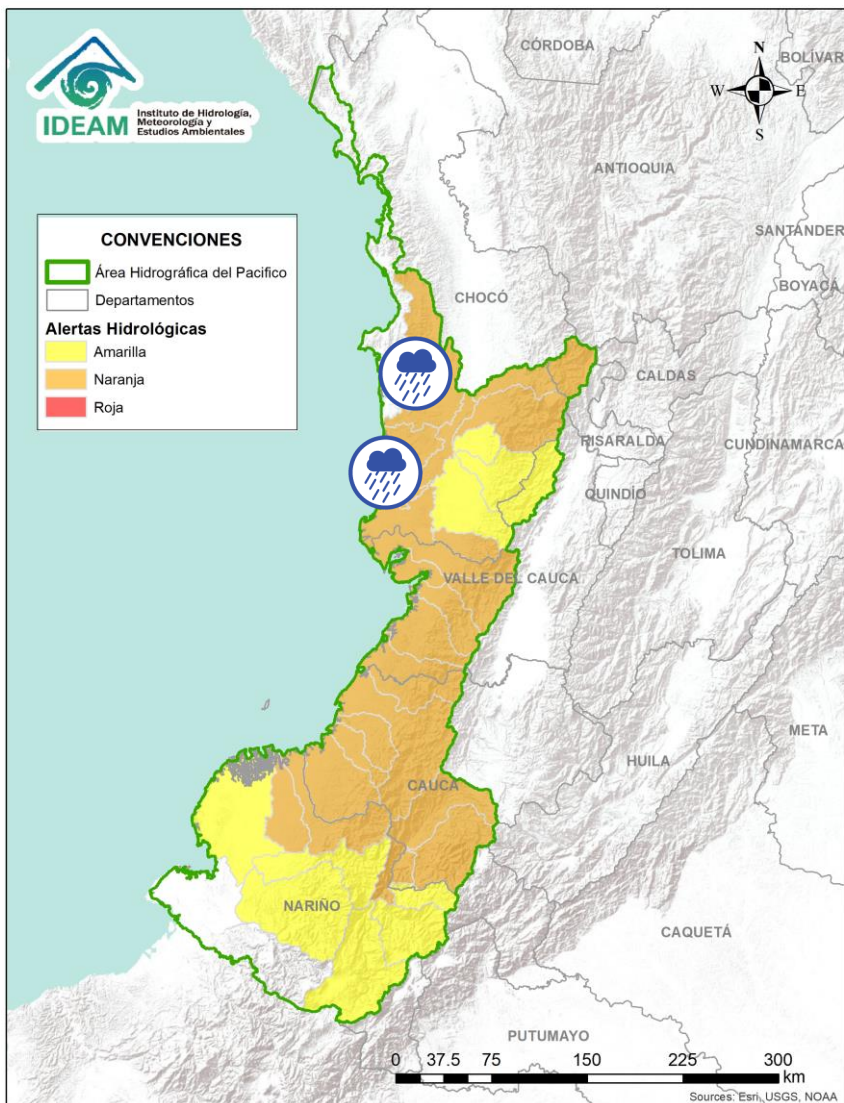 IDEAM
Instituto de Hidrología,
Meteorología y
Estudios Ambientales
CÓRDOBA
BOLÍVAR
N
W
E
S
ANTIOQUIA
SANTANDER
BOYACÁ
CONVENCIONES
Área Hidrográfica del Pacifico
Departamentos
Alertas Hidrológicas
Amarilla
Naranja
Roja
CHOCÓ
CALDAS
RISARALDA
CUNDINAMARCA
QUINDÍO
TOLIMA
VALLE DEL CAUCA
META
HUILA
CAUCA
NARIÑO
CAQUETÁ
PUTUMAYO
0 37.5 75 150 225 300
km
Sources: Esri, USGS, NOAA